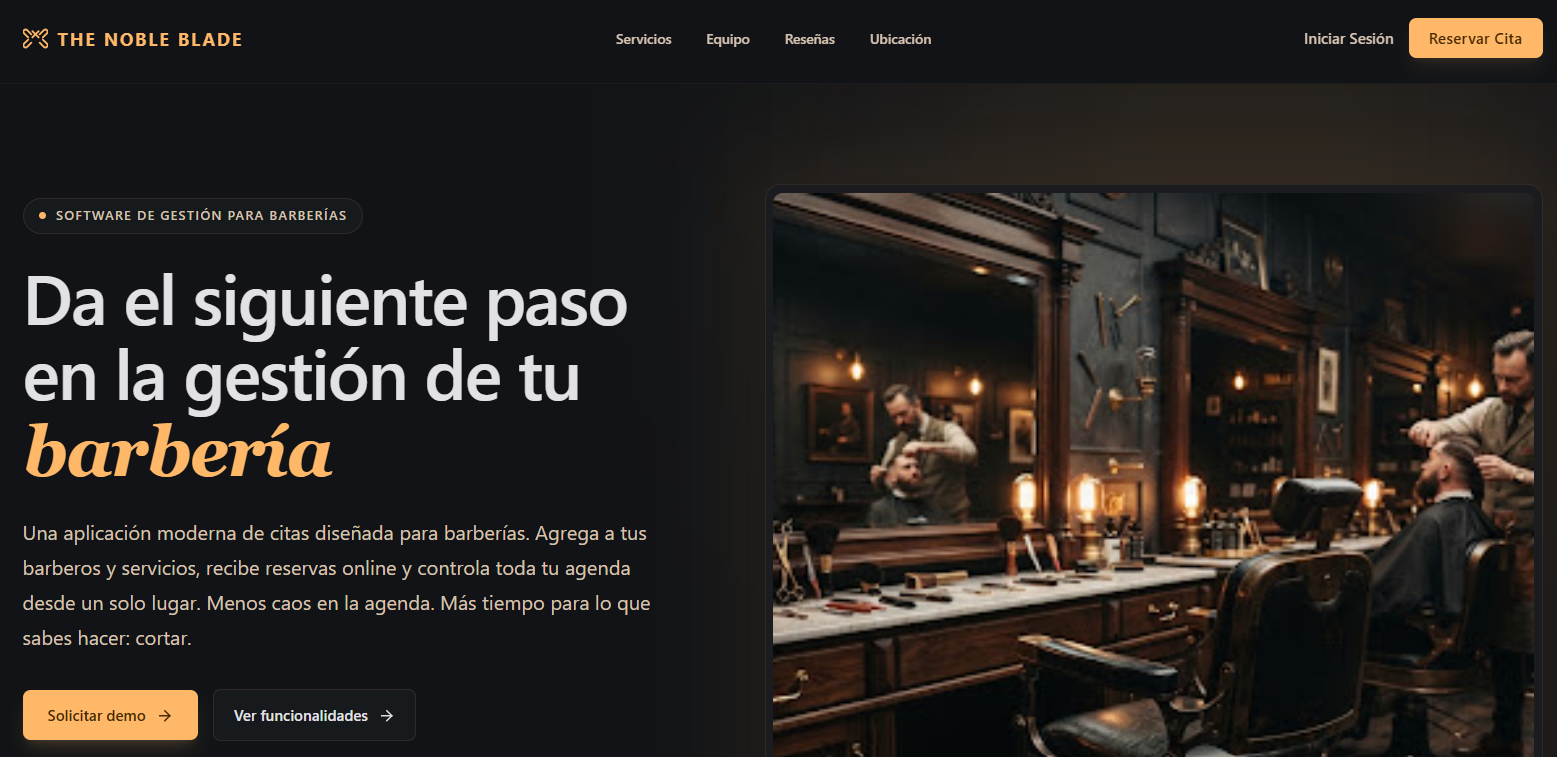 THE NOBLE BLADE
Servicios
Equipo
Reseñas
Ubicación
Iniciar Sesión
Reservar Cita
SOFTWARE DE GESTIÓN PARA BARBERÍAS
Da el siguiente paso
en la gestión de tu
barbería
Una aplicación moderna de citas diseñada para barberías. Agrega a tus
barberos y servicios, recibe reservas online y controla toda tu agenda
desde un solo lugar. Menos caos en la agenda. Más tiempo para lo que
sabes hacer: cortar.
Solicitar demo
Ver funcionalidades